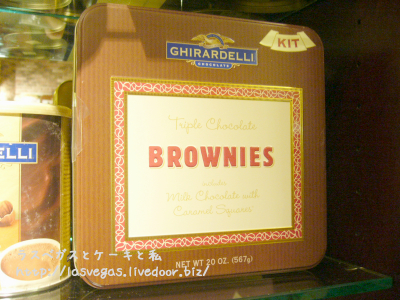 GHIRARDELLI
CHOCOLATE
KIT
Triple Chocolate
BROWNIES
includes
Milk Chocolate with
Caramel Squares
NET WT 20 OZ. (567g)
ELLI
ラスベガスとケーキと私
http://jasvegas.livedoor.biz/